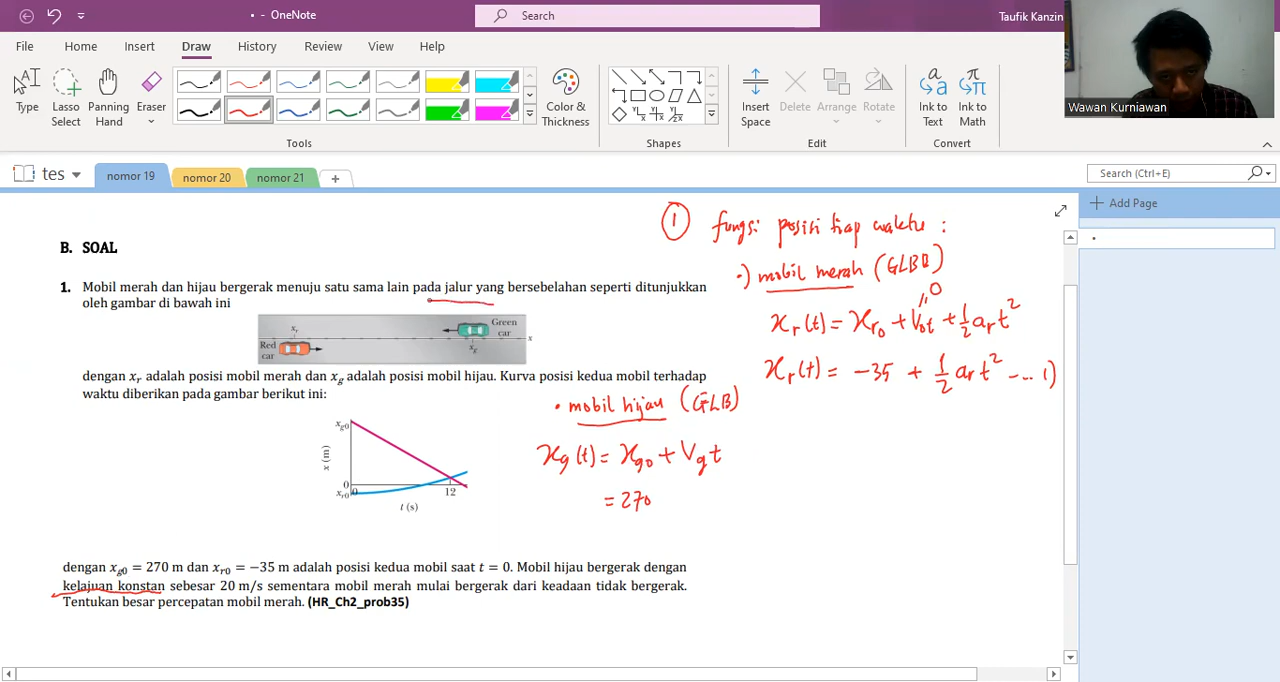 - OneNote
Search
Taufik Kanzin
File Home Insert Draw History Review View Help
Type
Lasso Select
Panning Hand
Eraser
Color & Thickness
Insert Space
Delete
Arrange
Rotate
Ink to Text
Ink to Math
Tools
Shapes
Edit
Convert
Wawan Kurniawan
tes
nomor 19
nomor 20
nomor 21
Search (Ctrl+E)
Add Page
B. SOAL
1. Mobil merah dan hijau bergerak menuju satu sama lain pada jalur yang bersebelahan seperti ditunjukkan
oleh gambar di bawah ini
Green car
Red car
x_r
x_g
x
dengan x_r adalah posisi mobil merah dan x_g adalah posisi mobil hijau. Kurva posisi kedua mobil terhadap
waktu diberikan pada gambar berikut ini:
x_g0
x (m)
0
x_r0
0
12
t (s)
dengan x_g0 = 270 m dan x_r0 = −35 m adalah posisi kedua mobil saat t = 0. Mobil hijau bergerak dengan
kelajuan konstan sebesar 20 m/s sementara mobil merah mulai bergerak dari keadaan tidak bergerak.
Tentukan besar percepatan mobil merah. (HR_Ch2_prob35)
① fungsi posisi tiap waktu :
•) mobil merah (GLBB)
0
x_r(t) = x_r0 + V_0t + 1/2 a_r t²
x_r(t) = -35 + 1/2 a_r t² -... 1)
• mobil hijau (GLB)
x_g(t) = x_g0 + V_g t
= 270